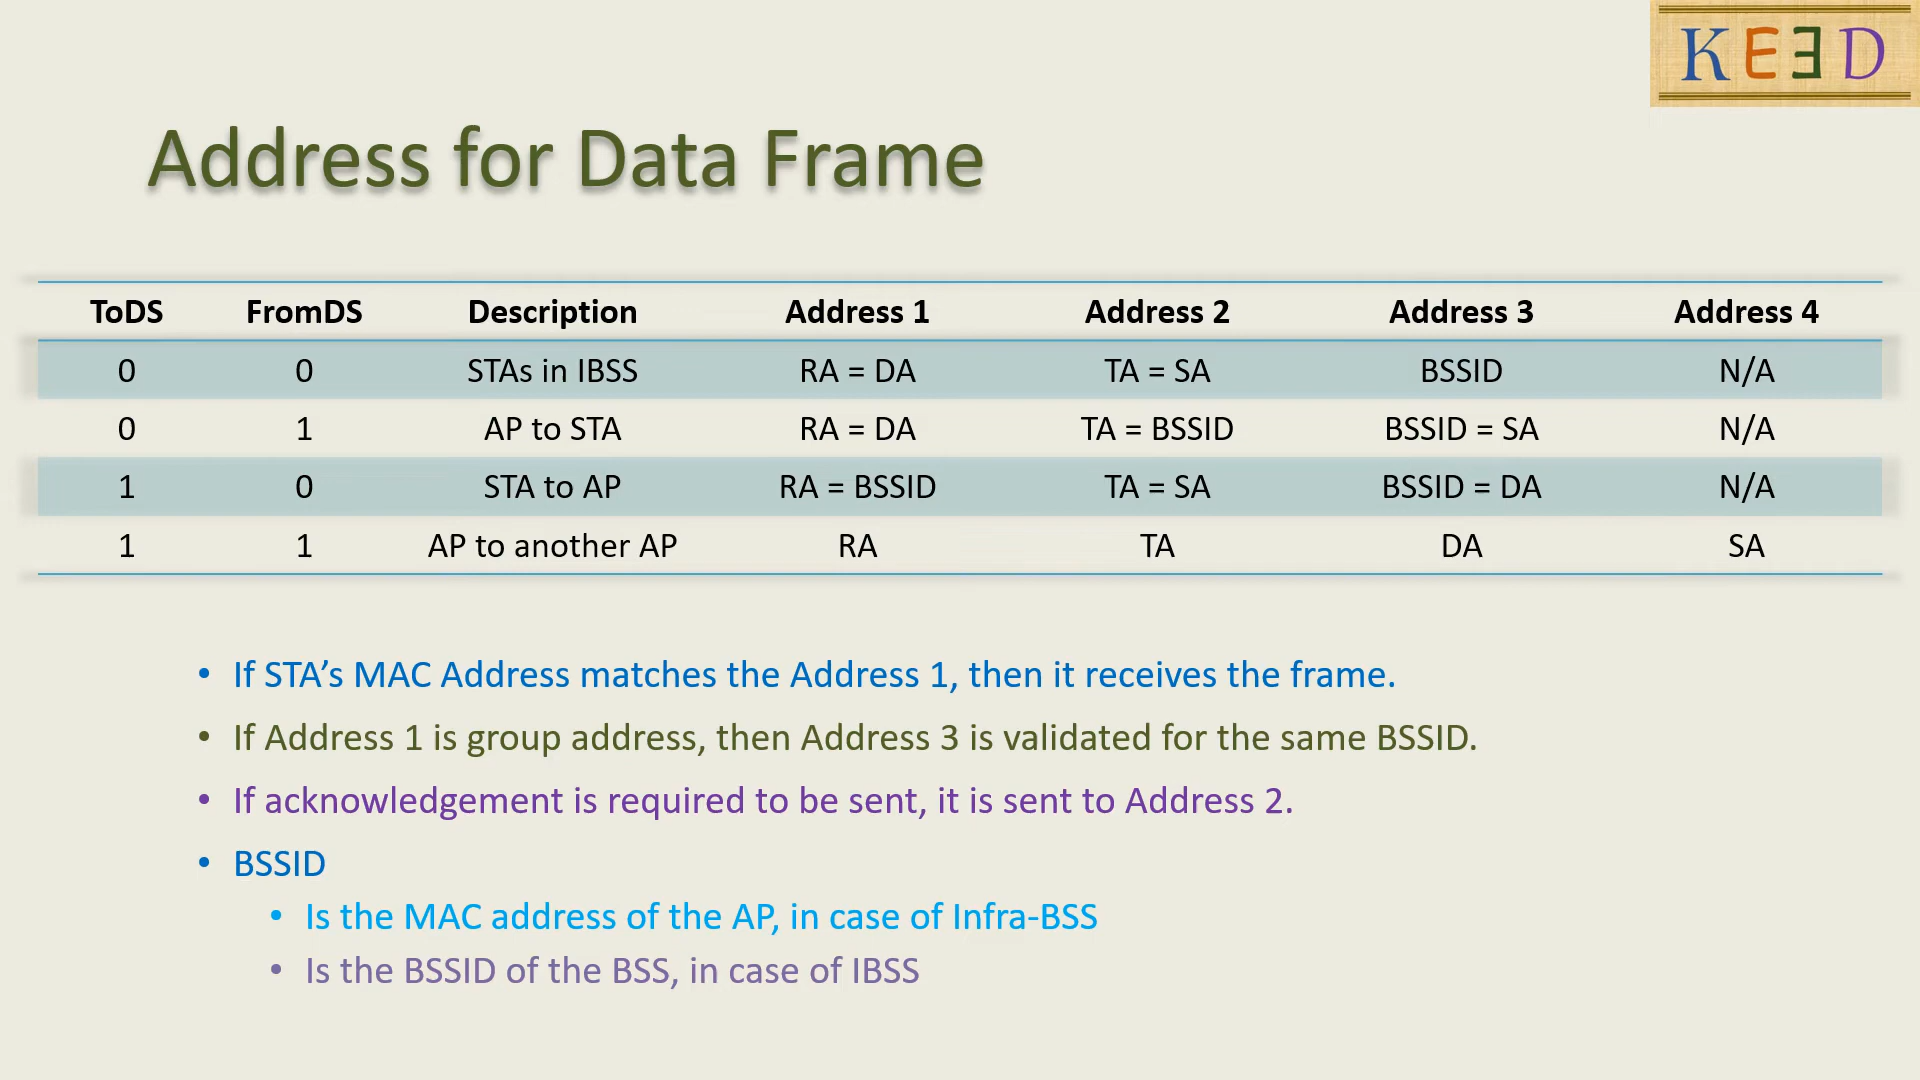 KEED
Address for Data Frame
ToDS FromDS Description Address 1 Address 2 Address 3 Address 4
0 0 STAs in IBSS RA = DA TA = SA BSSID N/A
0 1 AP to STA RA = DA TA = BSSID BSSID = SA N/A
1 0 STA to AP RA = BSSID TA = SA BSSID = DA N/A
1 1 AP to another AP RA TA DA SA
• If STA’s MAC Address matches the Address 1, then it receives the frame.
• If Address 1 is group address, then Address 3 is validated for the same BSSID.
• If acknowledgement is required to be sent, it is sent to Address 2.
• BSSID
• Is the MAC address of the AP, in case of Infra-BSS
• Is the BSSID of the BSS, in case of IBSS